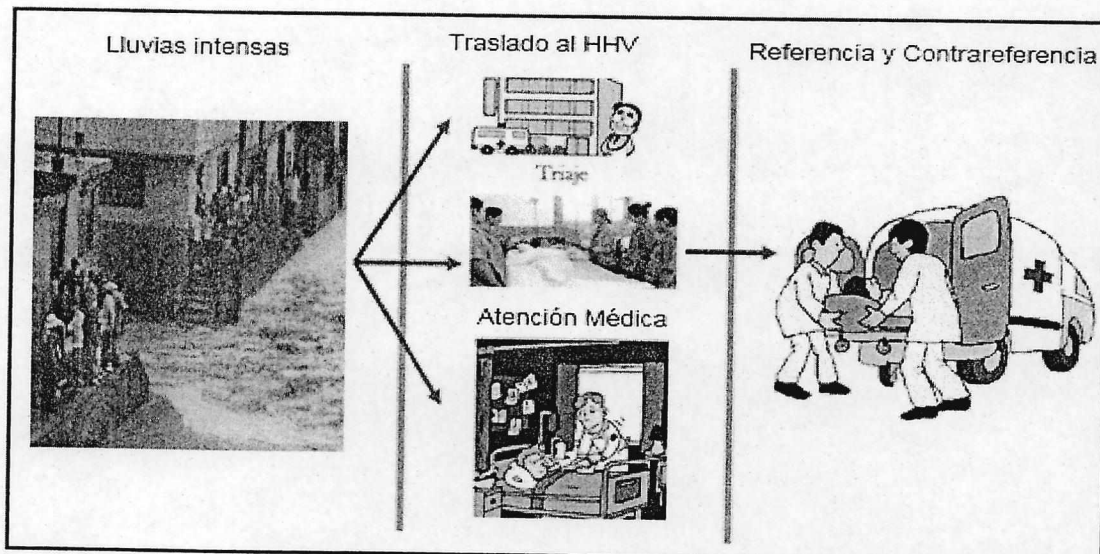 Lluvias intensas
Traslado al HHV
Triaje
Atención Médica
Referencia y Contrareferencia